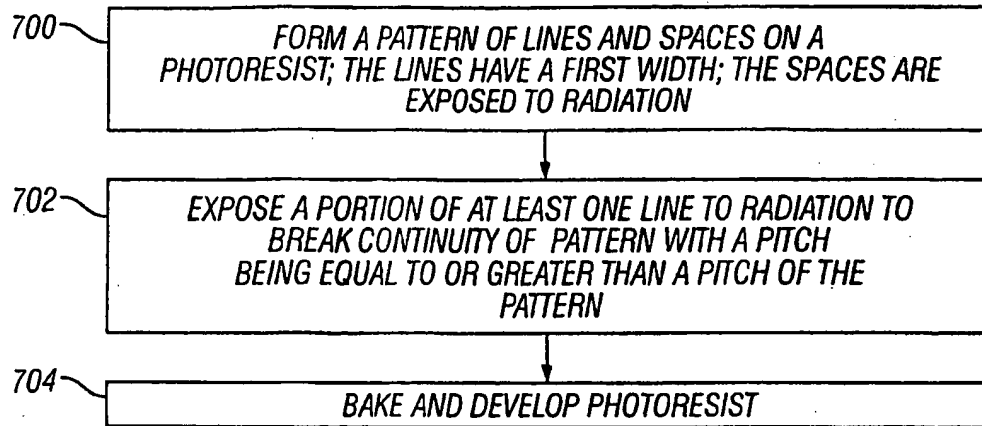 700
FORM A PATTERN OF LINES AND SPACES ON A
PHOTORESIST; THE LINES HAVE A FIRST WIDTH; THE SPACES ARE
EXPOSED TO RADIATION
702
EXPOSE A PORTION OF AT LEAST ONE LINE TO RADIATION TO
BREAK CONTINUITY OF PATTERN WITH A PITCH
BEING EQUAL TO OR GREATER THAN A PITCH OF THE
PATTERN
704
BAKE AND DEVELOP PHOTORESIST